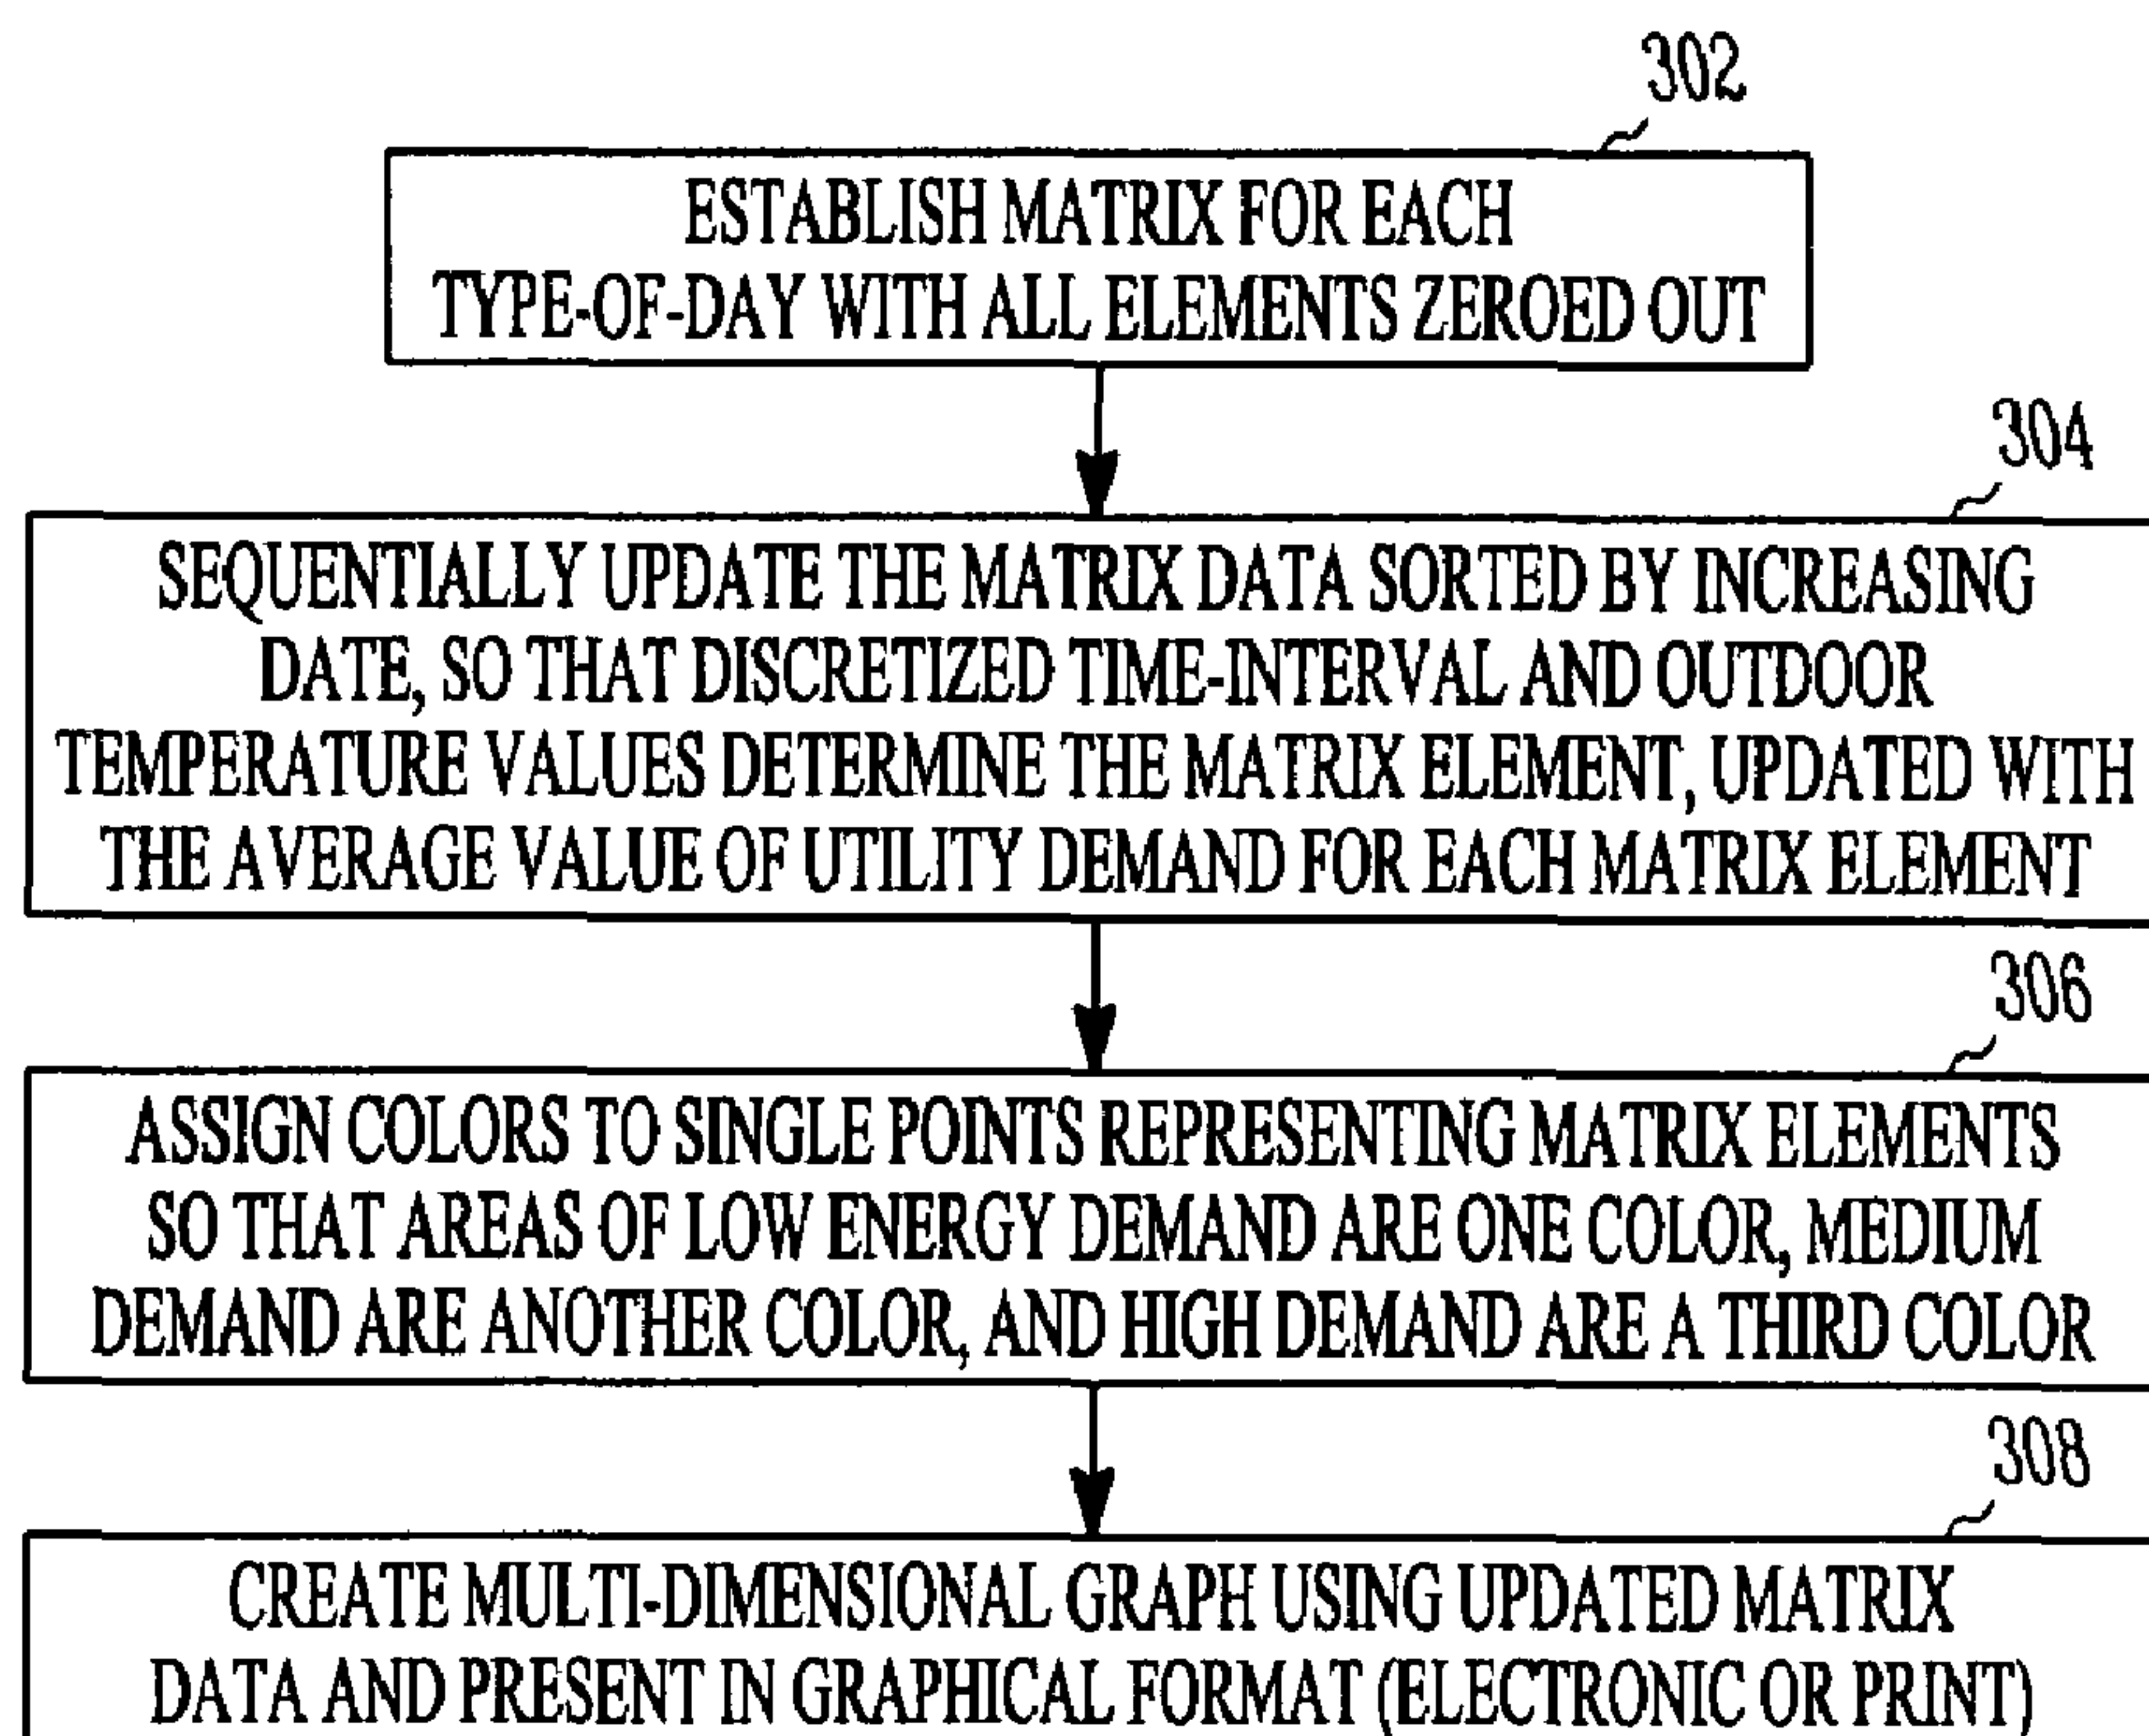 302
ESTABLISH MATRIX FOR EACH
TYPE-OF-DAY WITH ALL ELEMENTS ZEROED OUT
304
SEQUENTIALLY UPDATE THE MATRIX DATA SORTED BY INCREASING
DATE, SO THAT DISCRETIZED TIME-INTERVAL AND OUTDOOR
TEMPERATURE VALUES DETERMINE THE MATRIX ELEMENT, UPDATED WITH
THE AVERAGE VALUE OF UTILITY DEMAND FOR EACH MATRIX ELEMENT
306
ASSIGN COLORS TO SINGLE POINTS REPRESENTING MATRIX ELEMENTS
SO THAT AREAS OF LOW ENERGY DEMAND ARE ONE COLOR, MEDIUM
DEMAND ARE ANOTHER COLOR, AND HIGH DEMAND ARE A THIRD COLOR
308
CREATE MULTI-DIMENSIONAL GRAPH USING UPDATED MATRIX
DATA AND PRESENT IN GRAPHICAL FORMAT (ELECTRONIC OR PRINT)